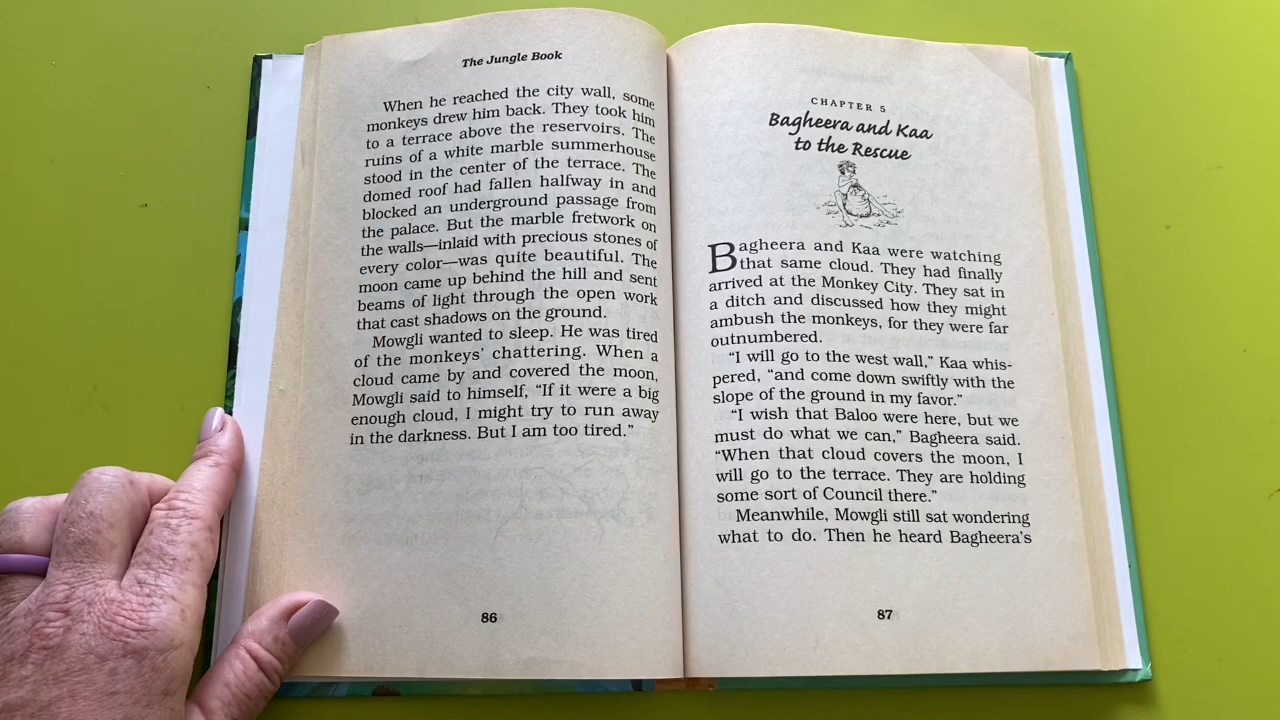 The Jungle Book
When he reached the city wall, some
monkeys drew him back. They took him
to a terrace above the reservoirs. The
ruins of a white marble summerhouse
stood in the center of the terrace. The
domed roof had fallen halfway in and
blocked an underground passage from
the palace. But the marble fretwork on
the walls—inlaid with precious stones of
every color—was quite beautiful. The
moon came up behind the hill and sent
beams of light through the open work
that cast shadows on the ground.
Mowgli wanted to sleep. He was tired
of the monkeys' chattering. When a
cloud came by and covered the moon,
Mowgli said to himself, “If it were a big
enough cloud, I might try to run away
in the darkness. But I am too tired.”
86
CHAPTER 5
Bagheera and Kaa
to the Rescue
Bagheera and Kaa were watching
that same cloud. They had finally
arrived at the Monkey City. They sat in
a ditch and discussed how they might
ambush the monkeys, for they were far
outnumbered.
“I will go to the west wall,” Kaa whis-
pered, “and come down swiftly with the
slope of the ground in my favor.”
“I wish that Baloo were here, but we
must do what we can,” Bagheera said.
“When that cloud covers the moon, I
will go to the terrace. They are holding
some sort of Council there.”
Meanwhile, Mowgli still sat wondering
what to do. Then he heard Bagheera's
87